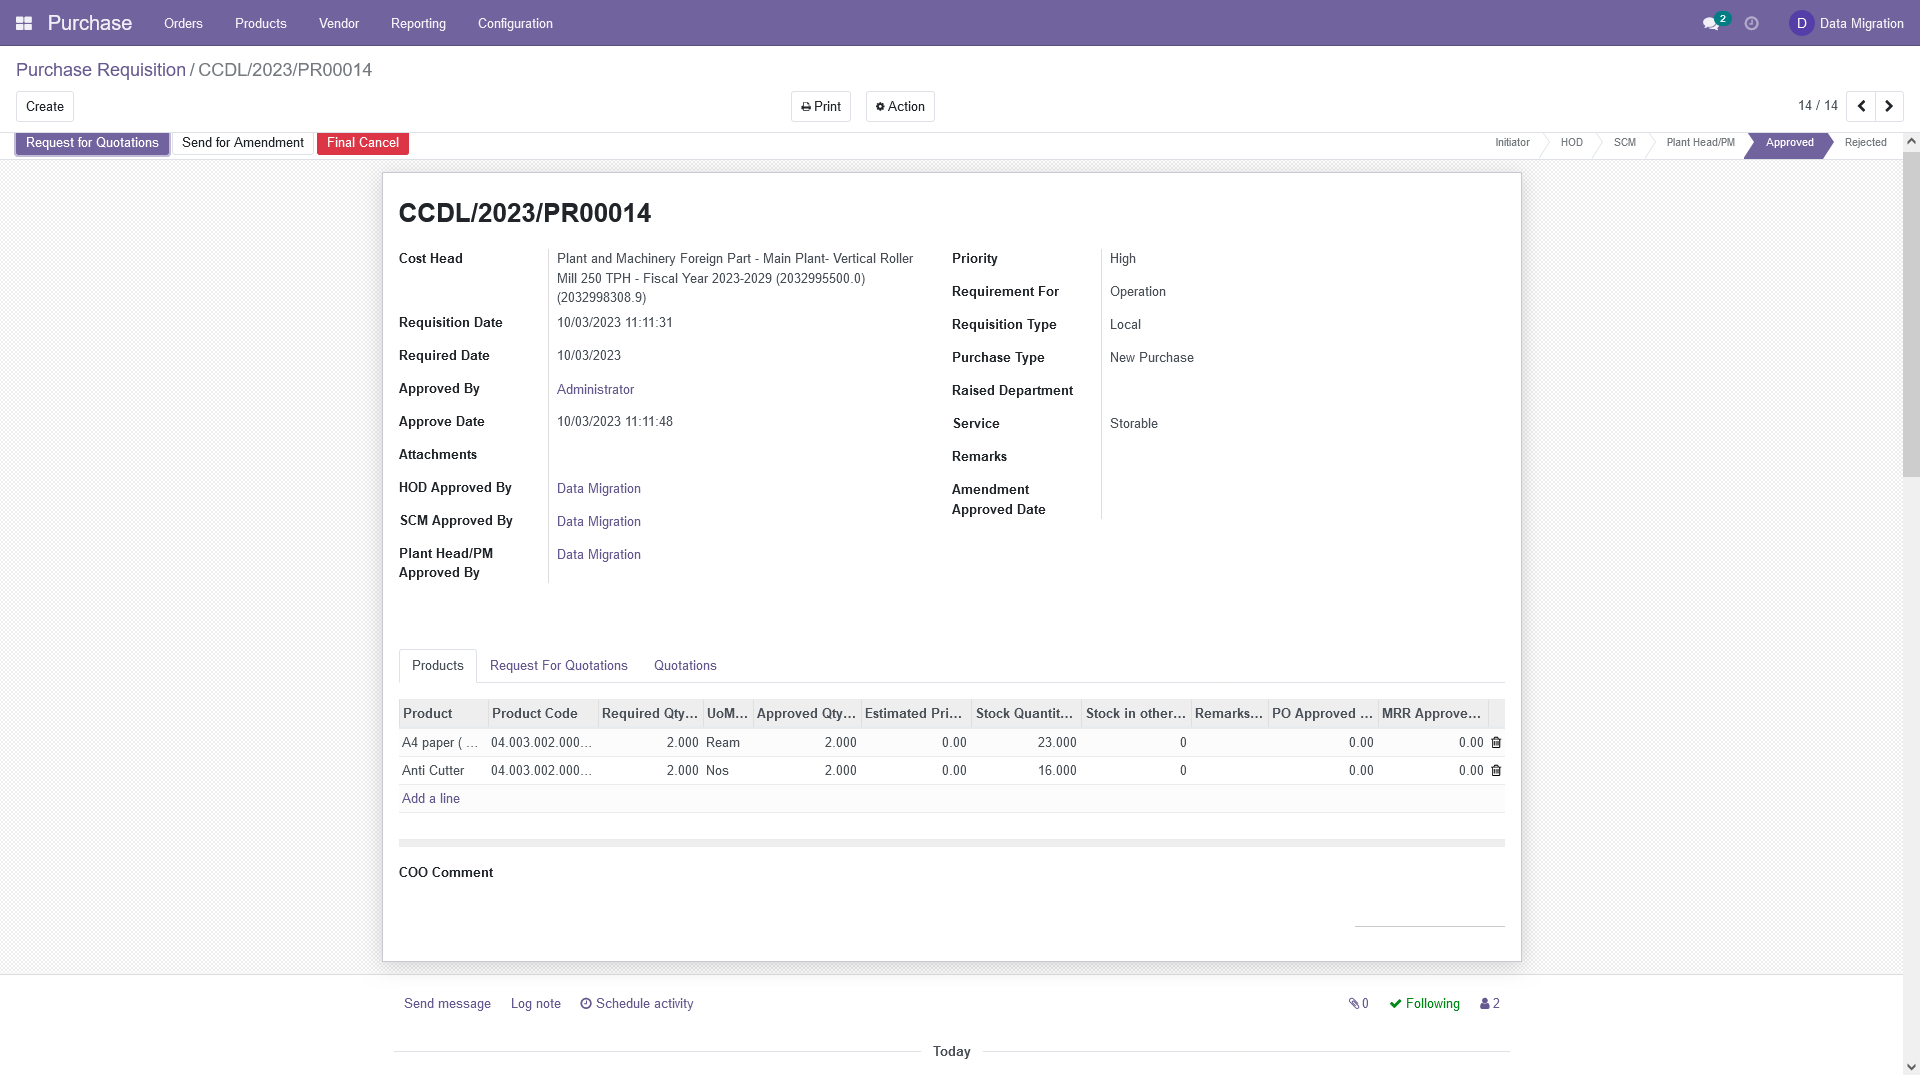 Purchase Orders Products Vendor Reporting Configuration 2 D Data Migration
Purchase Requisition / CCDL/2023/PR00014
Create Print Action 14 / 14
Request for Quotations Send for Amendment Final Cancel Initiator HOD SCM Plant Head/PM Approved Rejected
CCDL/2023/PR00014
Cost Head Plant and Machinery Foreign Part - Main Plant- Vertical Roller
Mill 250 TPH - Fiscal Year 2023-2029 (2032995500.0)
(2032998308.9)
Requisition Date 10/03/2023 11:11:31
Required Date 10/03/2023
Approved By Administrator
Approve Date 10/03/2023 11:11:48
Attachments
HOD Approved By Data Migration
SCM Approved By Data Migration
Plant Head/PM Data Migration
Approved By
Priority High
Requirement For Operation
Requisition Type Local
Purchase Type New Purchase
Raised Department
Service Storable
Remarks
Amendment
Approved Date
Products Request For Quotations Quotations
Product Product Code Required Qty... UoM... Approved Qty... Estimated Pri... Stock Quantit... Stock in other... Remarks... PO Approved ... MRR Approve...
A4 paper ( ... 04.003.002.000... 2.000 Ream 2.000 0.00 23.000 0 0.00 0.00
Anti Cutter 04.003.002.000... 2.000 Nos 2.000 0.00 16.000 0 0.00 0.00
Add a line
COO Comment
Send message Log note Schedule activity 0 Following 2
Today